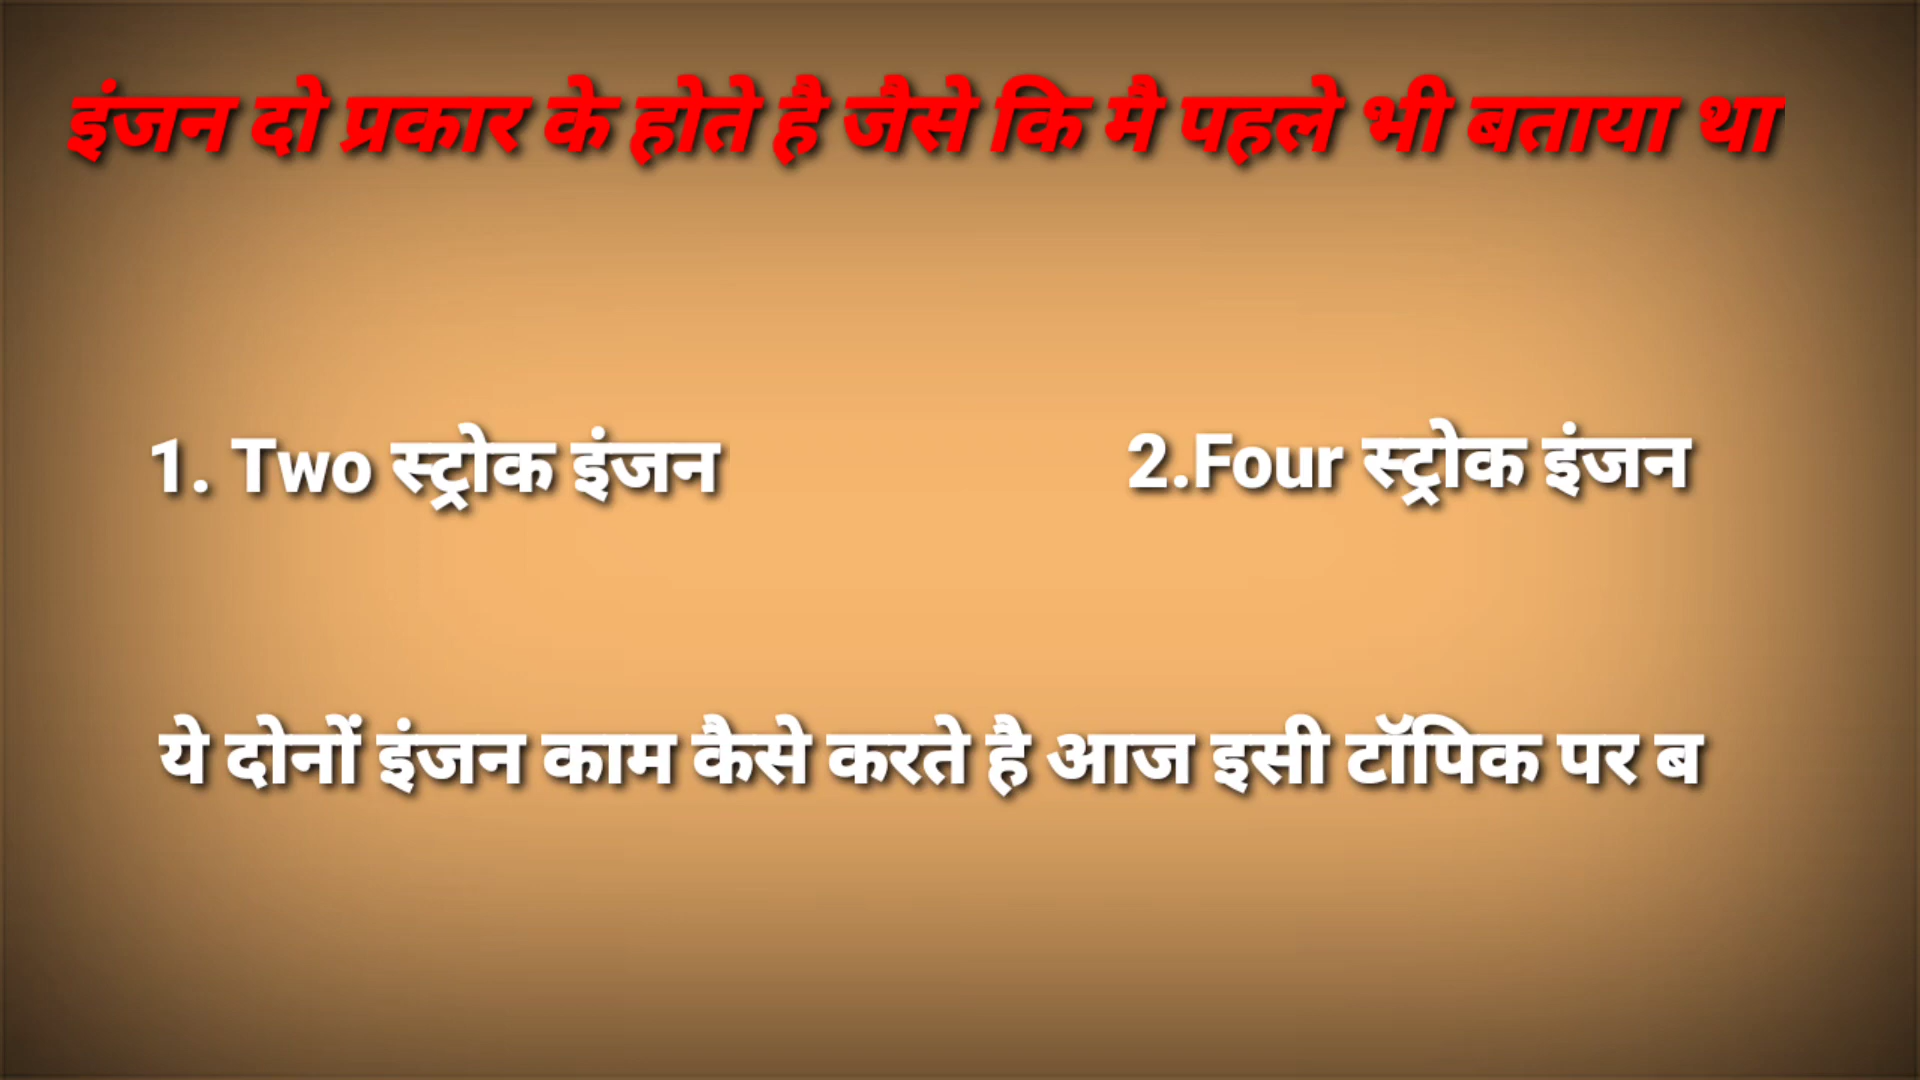 इंजन दो प्रकार के होते है जैसे कि मै पहले भी बताया था
1. Two स्ट्रोक इंजन
2.Four स्ट्रोक इंजन
ये दोनों इंजन काम कैसे करते है आज इसी टॉपिक पर ब